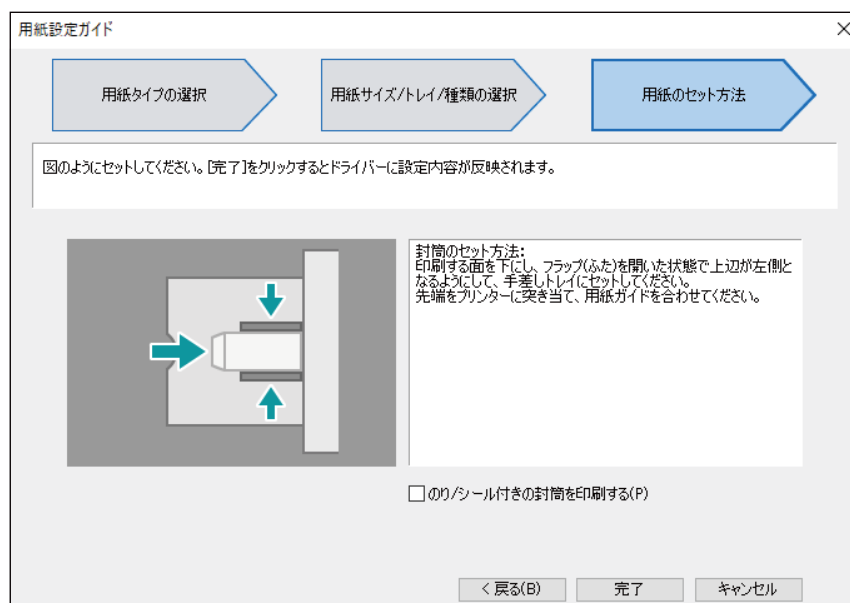 用紙設定ガイド
用紙タイプの選択
用紙サイズ/トレイ/種類の選択
用紙のセット方法
図のようにセットしてください。[完了]をクリックするとドライバーに設定内容が反映されます。
封筒のセット方法:
印刷する面を下にし、フラップ(ふた)を開いた状態で上辺が左側と
なるようにして、手差しトレイにセットしてください。
先端をプリンターに突き当て、用紙ガイドを合わせてください。
のり/シール付きの封筒を印刷する(P)
< 戻る(B)
完了
キャンセル